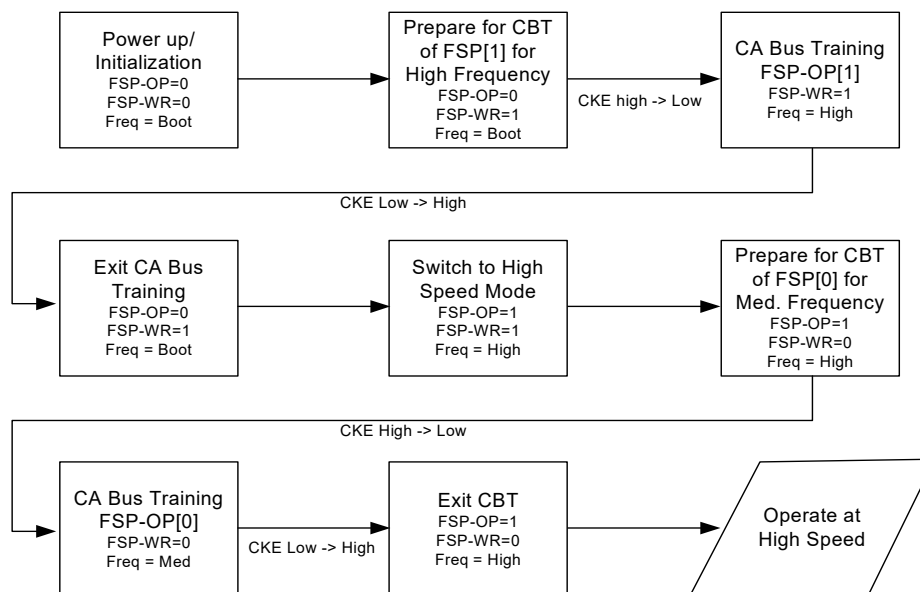 Power up/
Initialization
FSP-OP=0
FSP-WR=0
Freq = Boot
Prepare for CBT
of FSP[1] for
High Frequency
FSP-OP=0
FSP-WR=1
Freq = Boot
CKE high -> Low
CA Bus Training
FSP-OP[1]
FSP-WR=1
Freq = High
CKE Low -> High
Exit CA Bus
Training
FSP-OP=0
FSP-WR=1
Freq = Boot
Switch to High
Speed Mode
FSP-OP=1
FSP-WR=1
Freq = High
Prepare for CBT
of FSP[0] for
Med. Frequency
FSP-OP=1
FSP-WR=0
Freq = High
CKE High -> Low
CA Bus Training
FSP-OP[0]
FSP-WR=0
Freq = Med
CKE Low -> High
Exit CBT
FSP-OP=1
FSP-WR=0
Freq = High
Operate at
High Speed